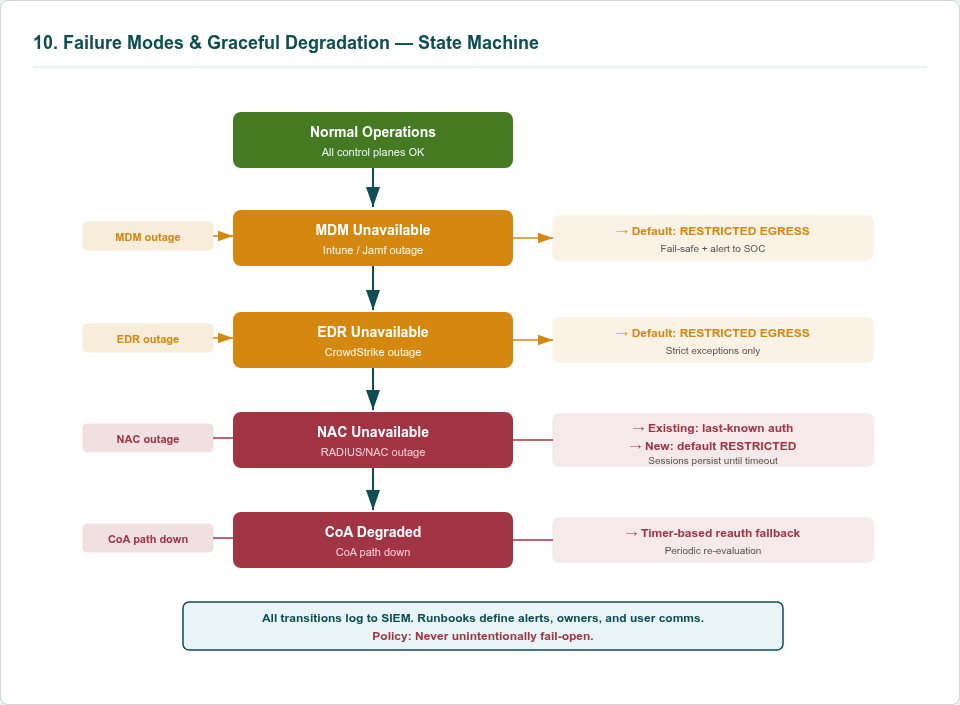 10. Failure Modes & Graceful Degradation — State Machine
Normal Operations
All control planes OK
MDM outage
MDM Unavailable
Intune / Jamf outage
→ Default: RESTRICTED EGRESS
Fail-safe + alert to SOC
EDR outage
EDR Unavailable
CrowdStrike outage
→ Default: RESTRICTED EGRESS
Strict exceptions only
NAC outage
NAC Unavailable
RADIUS/NAC outage
→ Existing: last-known auth
→ New: default RESTRICTED
Sessions persist until timeout
CoA path down
CoA Degraded
CoA path down
→ Timer-based reauth fallback
Periodic re-evaluation
All transitions log to SIEM. Runbooks define alerts, owners, and user comms.
Policy: Never unintentionally fail-open.